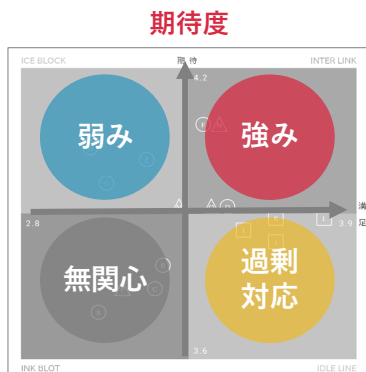 期待度
ICE BLOCK
期 待
INTER LINK
4.2
弱み
強み
満
足
2.8
3.9
無関心
過剰
対応
3.6
INK BLOT
IDLE LINE